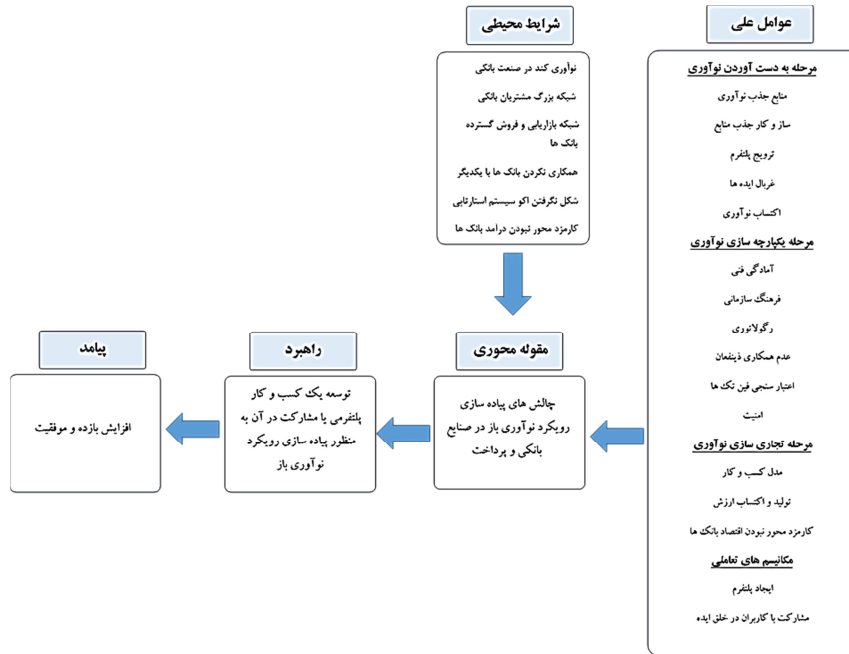 عوامل علی
مرحله به دست آوردن نوآوری
منابع جذب نوآوری
ساز و کار جذب منابع
ترویج پلتفرم
غربال ایده ها
اکتساب نوآوری
مرحله یکپارچه سازی نوآوری
آمادگی فنی
فرهنگ سازمانی
رگولاتوری
عدم همکاری ذینفعان
اعتبار سنجی فین تک ها
امنیت
مرحله تجاری سازی نوآوری
مدل کسب و کار
تولید و اکتساب ارزش
کارمزد محور نبودن اقتصاد بانک ها
مکانیسم های تعاملی
ایجاد پلتفرم
مشارکت با کاربران در خلق ایده
شرایط محیطی
نوآوری کند در صنعت بانکی
شبکه بزرگ مشتریان بانکی
شبکه بازاریابی و فروش گسترده
بانک ها
همکاری نکردن بانک ها با یکدیگر
شکل نگرفتن اکو سیستم استارتاپی
کارمزد محور نبودن درآمد بانک ها
مقوله محوری
چالش های پیاده سازی
رویکرد نوآوری باز در صنایع
بانکی و پرداخت
راهبرد
توسعه یک کسب و کار
پلتفرمی یا مشارکت در آن به
منظور پیاده سازی رویکرد
نوآوری باز
پیامد
افزایش بازده و موفقیت